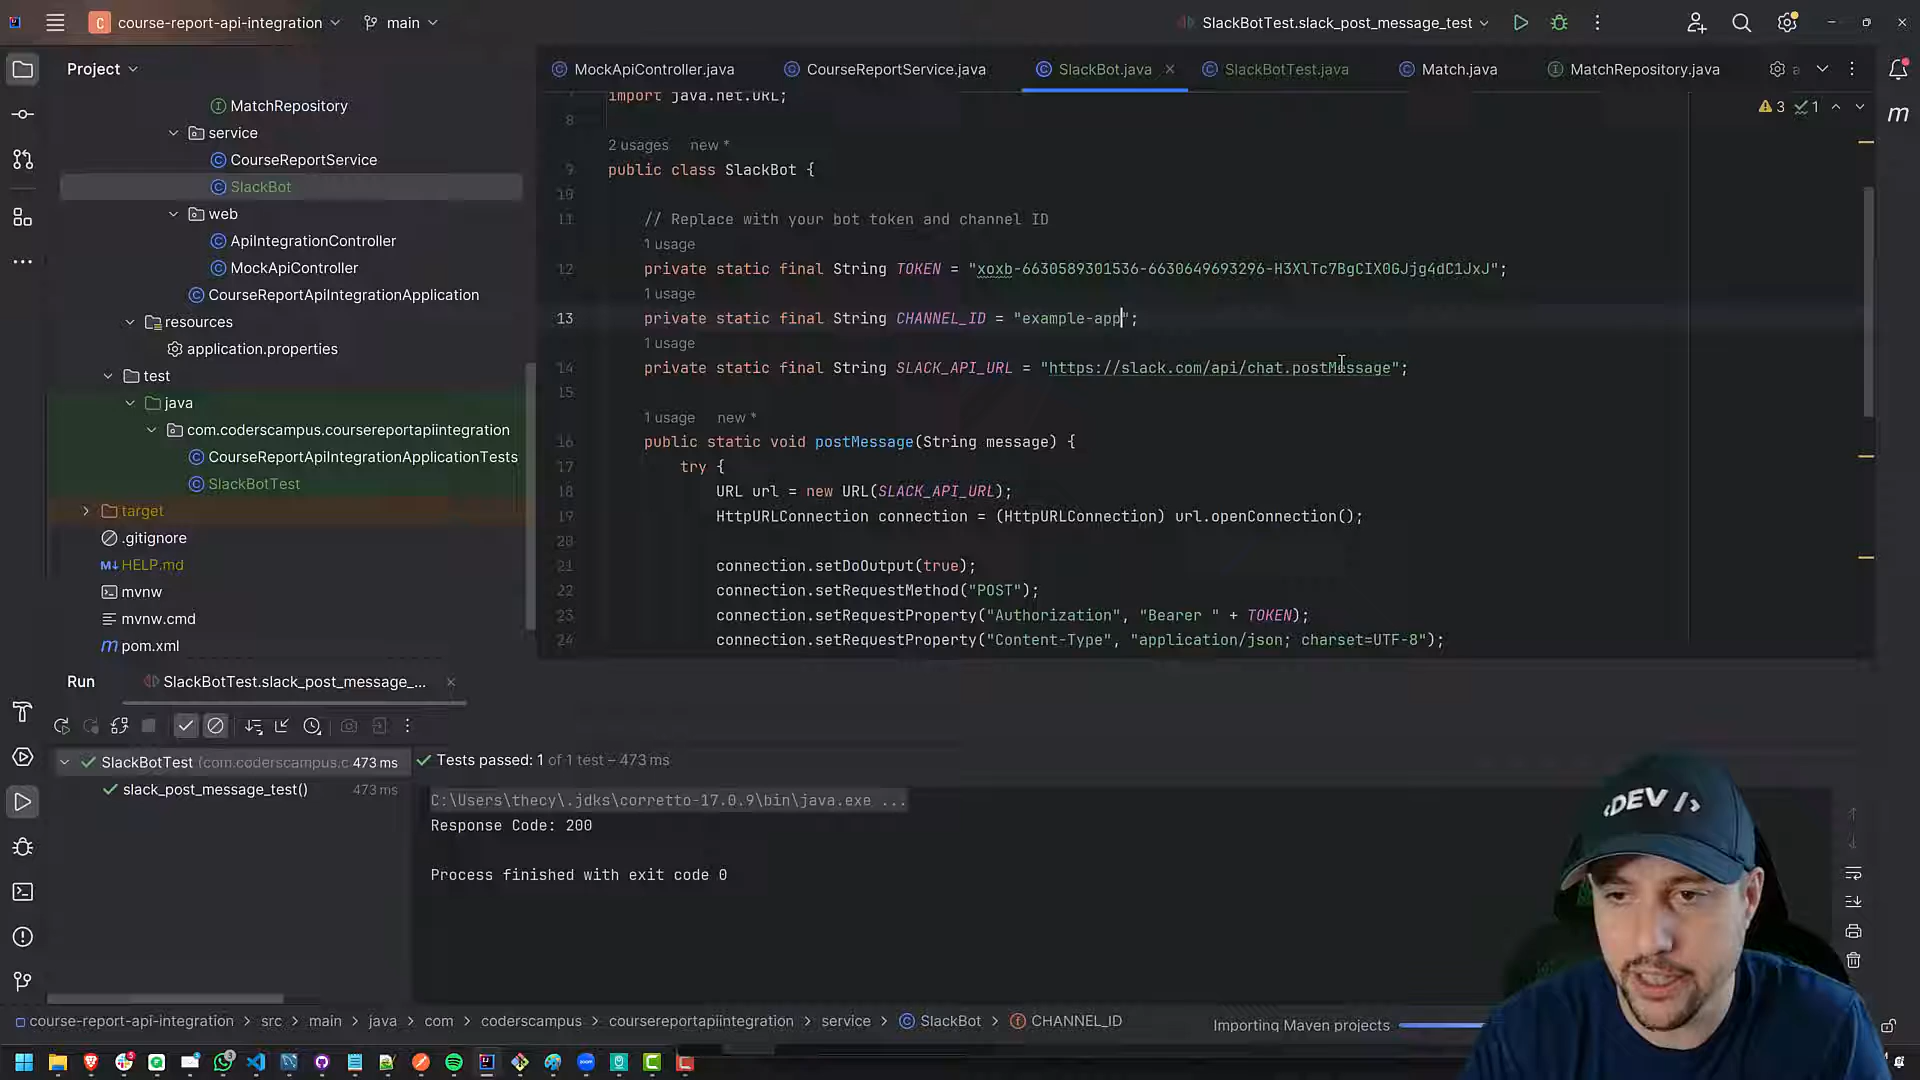 course-report-api-integration
main
SlackBotTest.slack_post_message_test
Project
MockApiController.java
CourseReportService.java
SlackBot.java
SlackBotTest.java
Match.java
MatchRepository.java
a
MatchRepository
service
CourseReportService
SlackBot
web
ApiIntegrationController
MockApiController
CourseReportApiIntegrationApplication
resources
application.properties
test
java
com.coderscampus.coursereportapiintegration
CourseReportApiIntegrationApplicationTests
SlackBotTest
target
.gitignore
HELP.md
mvnw
mvnw.cmd
pom.xml
3
1
m
import java.net.URL;
8
2 usages new *
9 public class SlackBot {
10
11 // Replace with your bot token and channel ID
1 usage
12 private static final String TOKEN = "xoxb-6630589301536-6630649693296-H3XlTc7BgCIX0GJjg4dC1JxJ";
1 usage
13 private static final String CHANNEL_ID = "example-app";
1 usage
14 private static final String SLACK_API_URL = "https://slack.com/api/chat.postMessage";
15
1 usage new *
16 public static void postMessage(String message) {
17 try {
18 URL url = new URL(SLACK_API_URL);
19 HttpURLConnection connection = (HttpURLConnection) url.openConnection();
20
21 connection.setDoOutput(true);
22 connection.setRequestMethod("POST");
23 connection.setRequestProperty("Authorization", "Bearer " + TOKEN);
24 connection.setRequestProperty("Content-Type", "application/json; charset=UTF-8");
Run
SlackBotTest.slack_post_message_...
SlackBotTest (com.coderscampus.c 473 ms
slack_post_message_test() 473 ms
Tests passed: 1 of 1 test – 473 ms
C:\Users\thecy\.jdks\corretto-17.0.9\bin\java.exe ...
Response Code: 200
Process finished with exit code 0
<DEV />
course-report-api-integration > src > main > java > com > coderscampus > coursereportapiintegration > service > SlackBot > CHANNEL_ID
Importing Maven projects